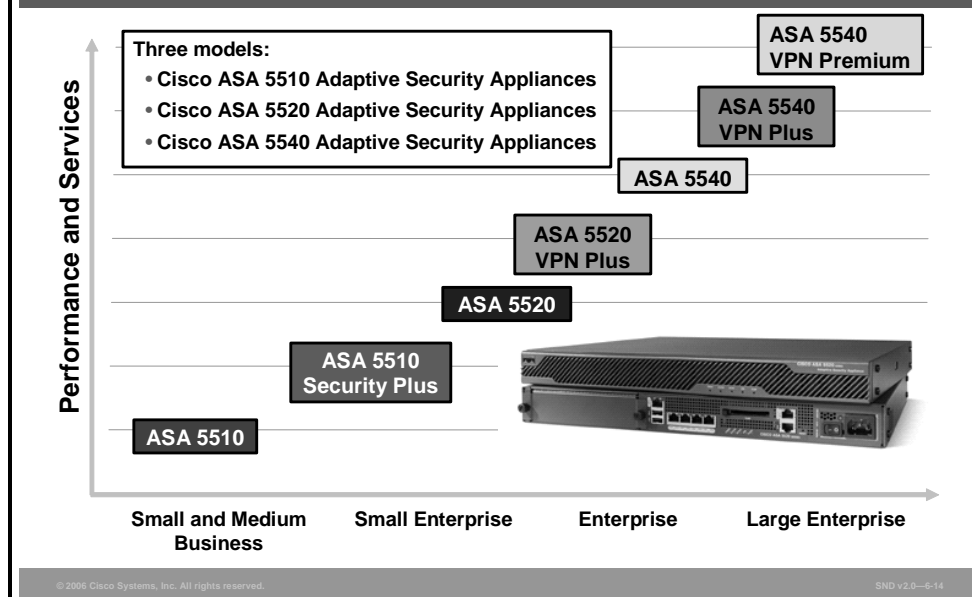 Three models:
• Cisco ASA 5510 Adaptive Security Appliances
• Cisco ASA 5520 Adaptive Security Appliances
• Cisco ASA 5540 Adaptive Security Appliances
ASA 5540
VPN Premium
ASA 5540
VPN Plus
ASA 5540
ASA 5520
VPN Plus
ASA 5520
ASA 5510
Security Plus
ASA 5510
Performance and Services
Small and Medium
Business
Small Enterprise
Enterprise
Large Enterprise
© 2006 Cisco Systems, Inc. All rights reserved.
SND v2.0—6-14